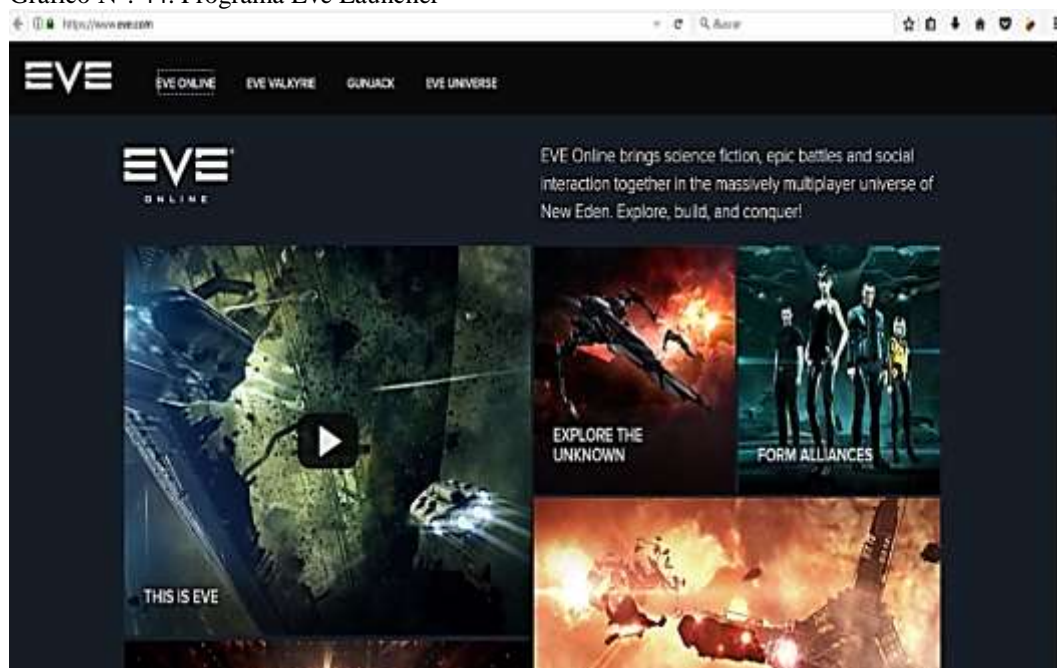 Gráfico N°. 44. Programa Eve Launcher
https://www.eve.com
Buscar
EVE
EVE ONLINE EVE VALKYRIE GUNJACK EVE UNIVERSE
EVE
ONLINE
EVE Online brings science fiction, epic battles and social
interaction together in the massively multiplayer universe of
New Eden. Explore, build, and conquer!
EXPLORE THE
UNKNOWN
FORM ALLIANCES
THIS IS EVE